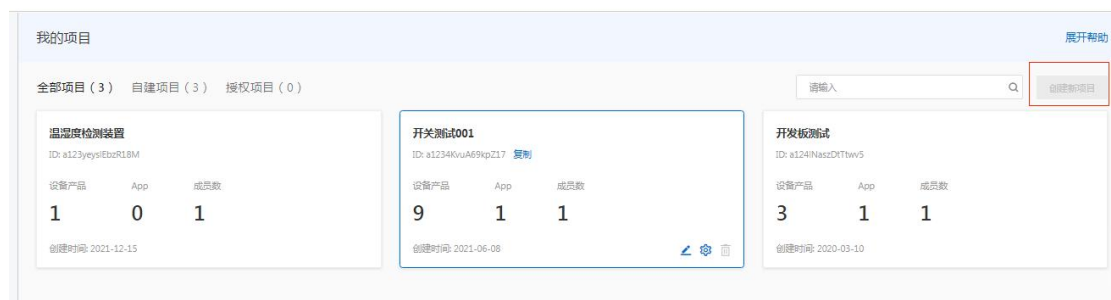 我的项目
展开帮助
全部项目（3） 自建项目（3） 授权项目（0）
请输入
创建新项目
温湿度检测装置
ID: a123yeyslEbzR18M
设备产品 App 成员数
1 0 1
创建时间: 2021-12-15
开关测试001
ID: a1234KvuA69kpZ17 复制
设备产品 App 成员数
9 1 1
创建时间: 2021-06-08
开发板测试
ID: a124lNaszDtTtwv5
设备产品 App 成员数
3 1 1
创建时间: 2020-03-10